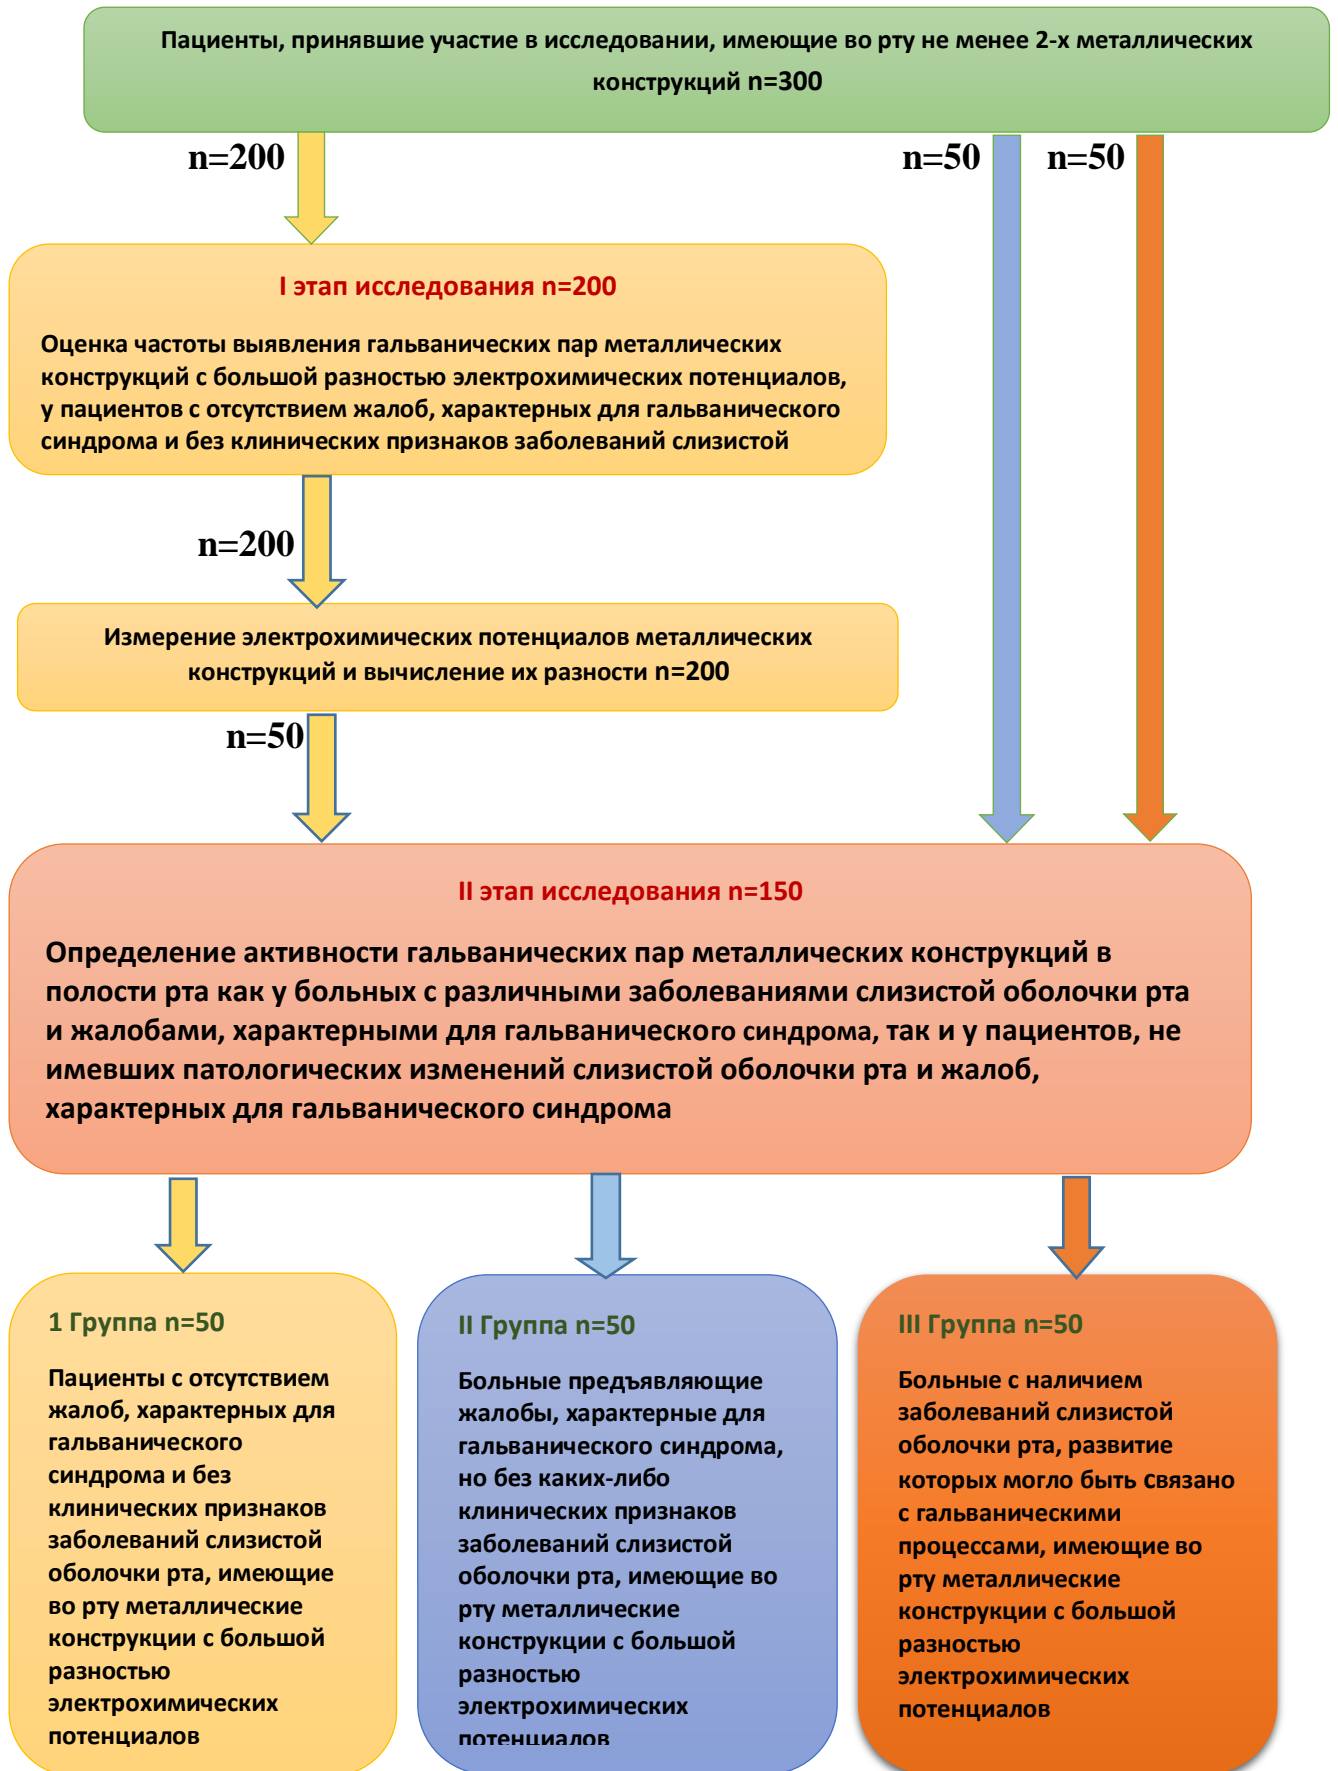 Пациенты, принявшие участие в исследовании, имеющие во рту не менее 2-х металлических
конструкций n=300
n=200
n=50
n=50
I этап исследования n=200
Оценка частоты выявления гальванических пар металлических
конструкций с большой разностью электрохимических потенциалов,
у пациентов с отсутствием жалоб, характерных для гальванического
синдрома и без клинических признаков заболеваний слизистой
n=200
Измерение электрохимических потенциалов металлических
конструкций и вычисление их разности n=200
n=50
II этап исследования n=150
Определение активности гальванических пар металлических конструкций в
полости рта как у больных с различными заболеваниями слизистой оболочки рта
и жалобами, характерными для гальванического синдрома, так и у пациентов, не
имевших патологических изменений слизистой оболочки рта и жалоб,
характерных для гальванического синдрома
1 Группа n=50
Пациенты с отсутствием
жалоб, характерных для
гальванического
синдрома и без
клинических признаков
заболеваний слизистой
оболочки рта, имеющие
во рту металлические
конструкции с большой
разностью
электрохимических
потенциалов
II Группа n=50
Больные предъявляющие
жалобы, характерные для
гальванического синдрома,
но без каких-либо
клинических признаков
заболеваний слизистой
оболочки рта, имеющие во
рту металлические
конструкции с большой
разностью
электрохимических
потенциалов
III Группа n=50
Больные с наличием
заболеваний слизистой
оболочки рта, развитие
которых могло быть связано
с гальваническими
процессами, имеющие во
рту металлические
конструкции с большой
разностью
электрохимических
потенциалов